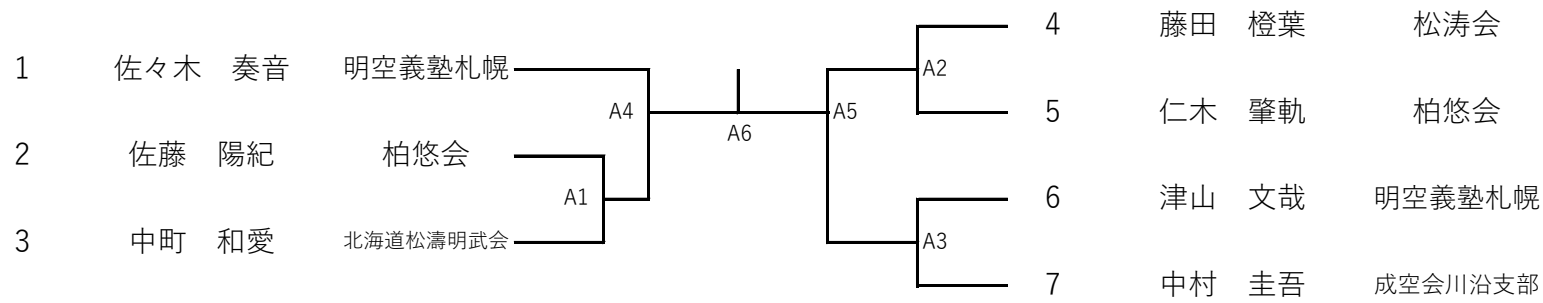 1 佐々木 奏音 明空義塾札幌
2 佐藤 陽紀 柏悠会
3 中町 和愛 北海道松濤明武会
A4
A1
A6
A5
A2
A3
4 藤田 橙葉 松涛会
5 仁木 肇軌 柏悠会
6 津山 文哉 明空義塾札幌
7 中村 圭吾 成空会川沿支部